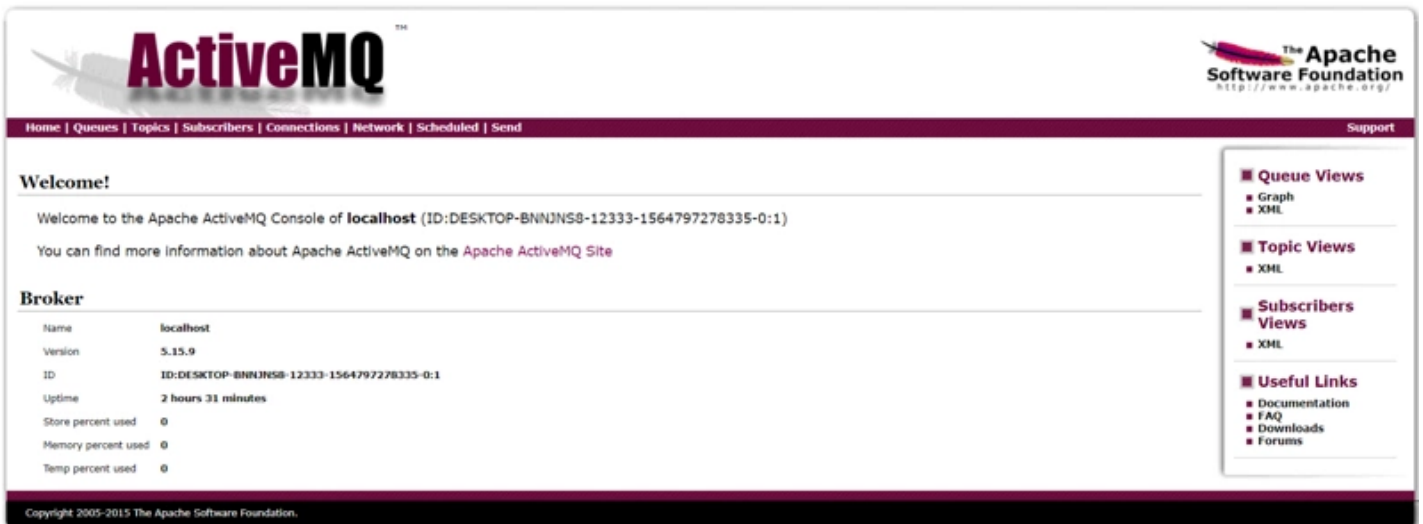 ActiveMQ
TM
The Apache
Software Foundation
http://www.apache.org/
Home | Queues | Topics | Subscribers | Connections | Network | Scheduled | Send
Support
Welcome!
Welcome to the Apache ActiveMQ Console of localhost (ID:DESKTOP-BNNJNS8-12333-1564797278335-0:1)
You can find more information about Apache ActiveMQ on the Apache ActiveMQ Site
Broker
Name localhost
Version 5.15.9
ID ID:DESKTOP-BNNJNS8-12333-1564797278335-0:1
Uptime 2 hours 31 minutes
Store percent used 0
Memory percent used 0
Temp percent used 0
Queue Views
Graph
XML
Topic Views
XML
Subscribers
Views
XML
Useful Links
Documentation
FAQ
Downloads
Forums
Copyright 2005-2015 The Apache Software Foundation.